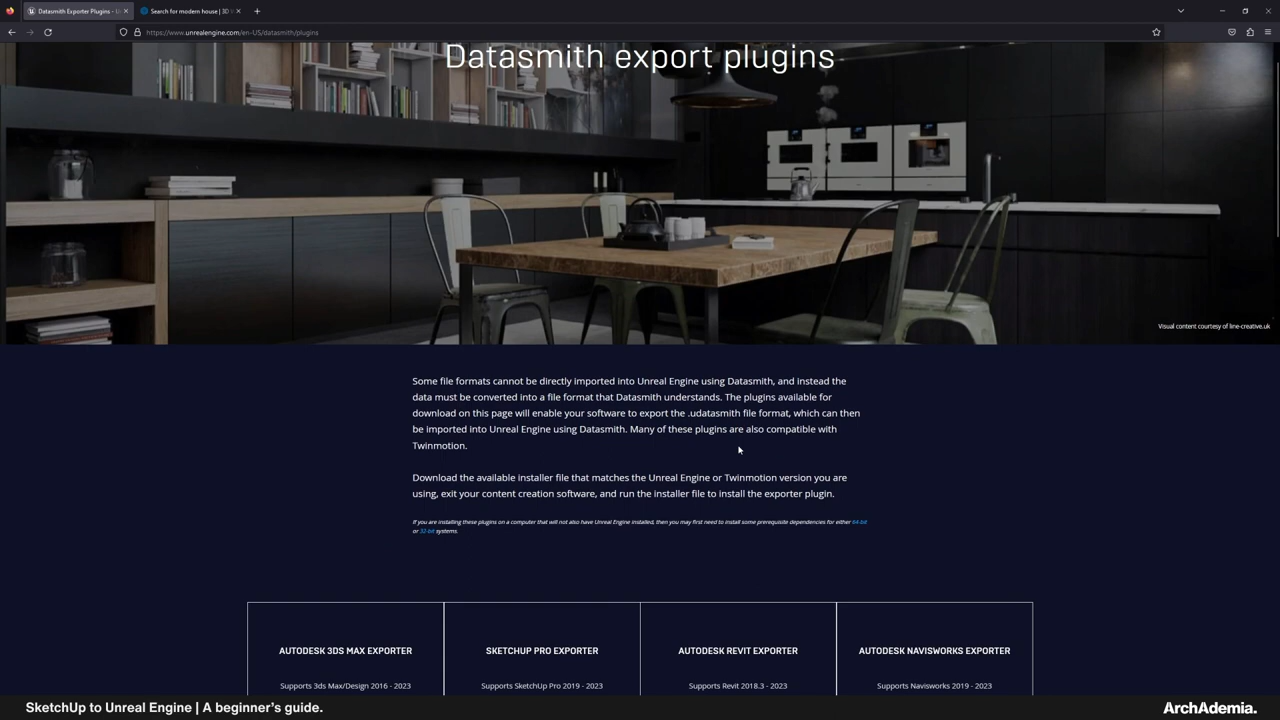 Datasmith Exporter Plugins - U
Search for modern house | 3D
https://www.unrealengine.com/en-US/datasmith/plugins
Datasmith export plugins
Visual content courtesy of line-creative.uk
Some file formats cannot be directly imported into Unreal Engine using Datasmith, and instead the
data must be converted into a file format that Datasmith understands. The plugins available for
download on this page will enable your software to export the .udatasmith file format, which can then
be imported into Unreal Engine using Datasmith. Many of these plugins are also compatible with
Twinmotion.
Download the available installer file that matches the Unreal Engine or Twinmotion version you are
using, exit your content creation software, and run the installer file to install the exporter plugin.
If you are installing these plugins on a computer that will not also have Unreal Engine installed, then you may first need to install some prerequisite dependencies for either 64-bit
or 32-bit systems.
AUTODESK 3DS MAX EXPORTER
SKETCHUP PRO EXPORTER
AUTODESK REVIT EXPORTER
AUTODESK NAVISWORKS EXPORTER
Supports 3ds Max/Design 2016 - 2023
Supports SketchUp Pro 2019 - 2023
Supports Revit 2018.3 - 2023
Supports Navisworks 2019 - 2023
SketchUp to Unreal Engine | A beginner's guide.
ArchAdemia.